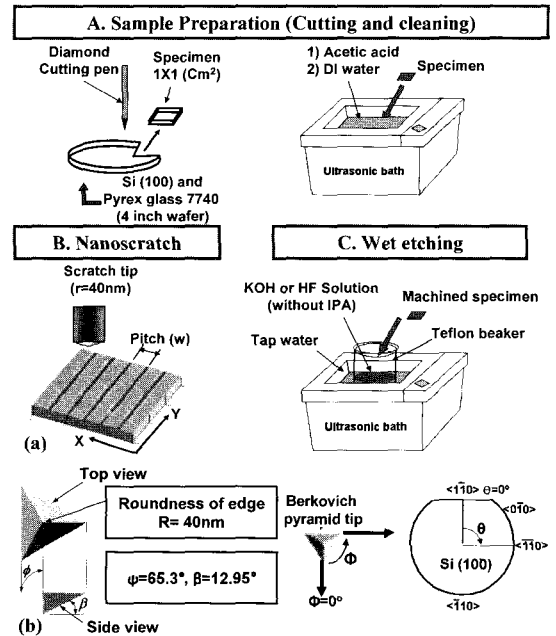 A. Sample Preparation (Cutting and cleaning)
Diamond
Cutting pen
Specimen
1X1 (Cm²)
Si (100) and
Pyrex glass 7740
(4 inch wafer)
1) Acetic acid
2) DI water
Specimen
Ultrasonic bath
B. Nanoscratch
Scratch tip
(r=40nm)
Pitch (w)
X
Y
(a)
C. Wet etching
KOH or HF Solution
(without IPA)
Machined specimen
Tap water
Teflon beaker
Ultrasonic bath
Top view
Roundness of edge
R= 40nm
ψ=65.3°, β=12.95°
ϕ
β
Side view
(b)
Berkovich
pyramid tip
Φ
Φ=0°
<11̄0> θ=0°
<01̄0>
θ
<1̄1̄0>
Si (100)
<1̄10>